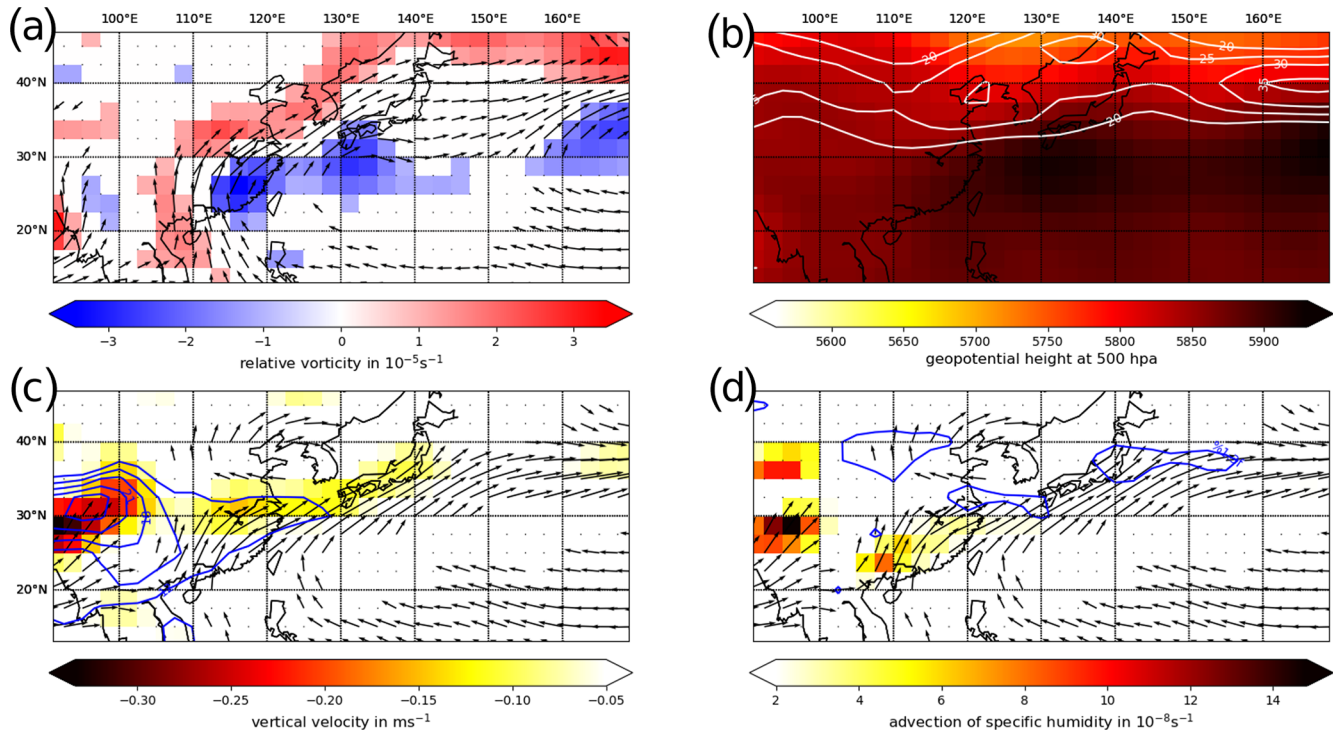 (a)
100°E 110°E 120°E 130°E 140°E 150°E 160°E
40°N
30°N
20°N
−3 −2 −1 0 1 2 3
relative vorticity in 10⁻⁵s⁻¹
(b)
100°E 110°E 120°E 130°E 140°E 150°E 160°E
20
20
25
30
35
20
5600 5650 5700 5750 5800 5850 5900
geopotential height at 500 hpa
(c)
40°N
30°N
20°N
10
−0.30 −0.25 −0.20 −0.15 −0.10 −0.05
vertical velocity in ms⁻¹
(d)
2 4 6 8 10 12 14
advection of specific humidity in 10⁻⁸s⁻¹